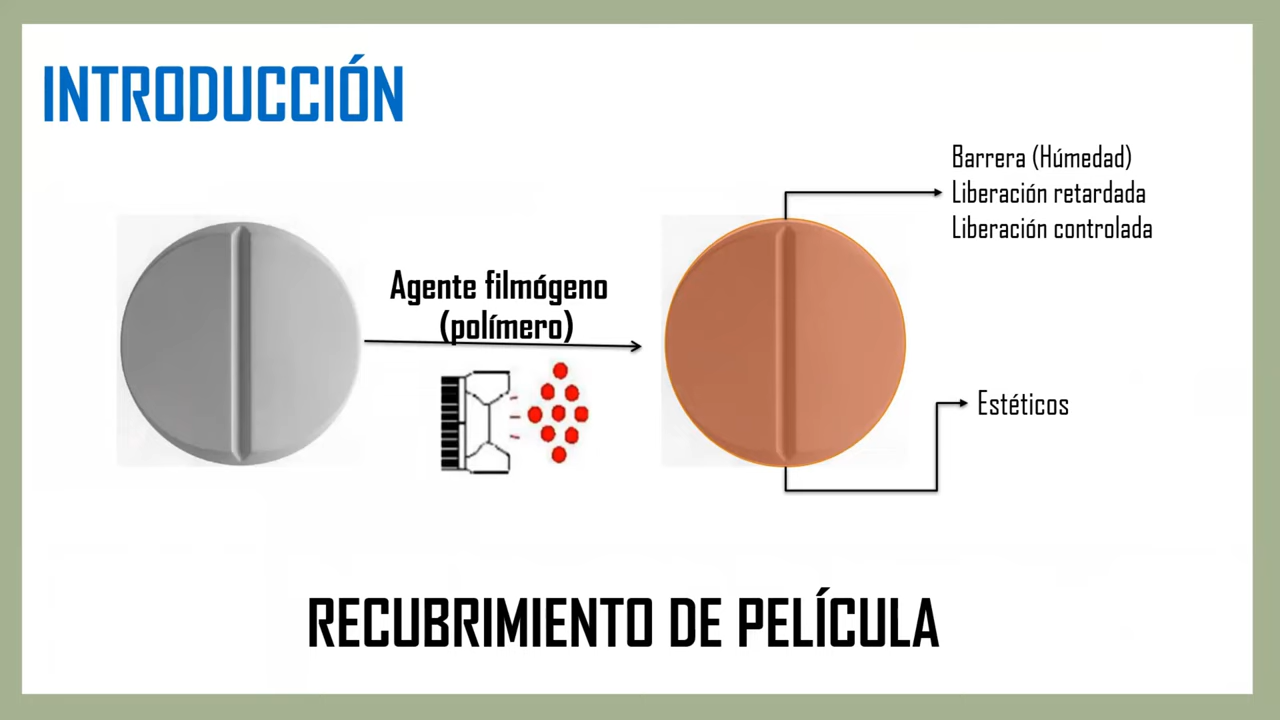 INTRODUCCIÓN
Barrera (Húmedad)
Liberación retardada
Liberación controlada
Agente filmógeno
(polímero)
Estéticos
RECUBRIMIENTO DE PELÍCULA